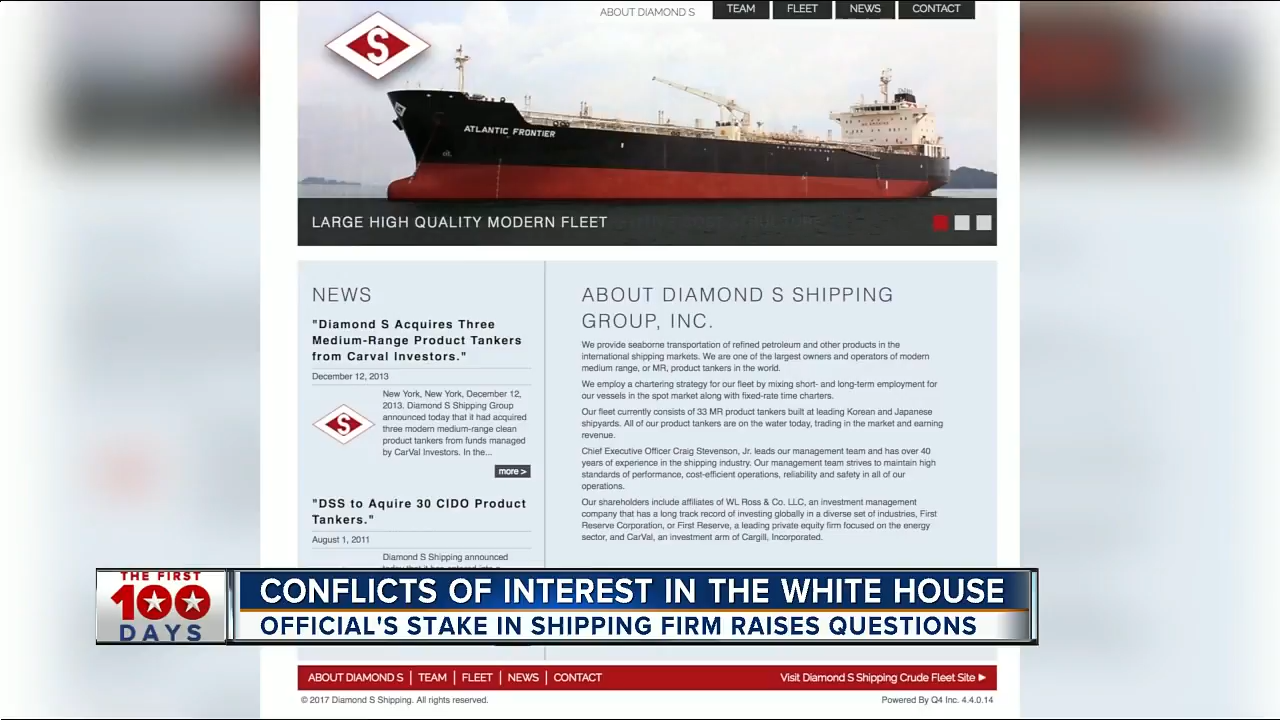 ABOUT DIAMOND S
TEAM
FLEET
NEWS
CONTACT
S
ATLANTIC FRONTIER
LARGE HIGH QUALITY MODERN FLEET
NEWS
"Diamond S Acquires Three
Medium-Range Product Tankers
from Carval Investors."
December 12, 2013
New York, New York, December 12,
2013. Diamond S Shipping Group
announced today that it had acquired
three modern medium-range clean
product tankers from funds managed
by CarVal Investors. In the...
S
more >
"DSS to Aquire 30 CIDO Product
Tankers."
August 1, 2011
Diamond S Shipping announced
ABOUT DIAMOND S SHIPPING
GROUP, INC.
We provide seaborne transportation of refined petroleum and other products in the
international shipping markets. We are one of the largest owners and operators of modern
medium range, or MR, product tankers in the world.
We employ a chartering strategy for our fleet by mixing short- and long-term employment for
our vessels in the spot market along with fixed-rate time charters.
Our fleet currently consists of 33 MR product tankers built at leading Korean and Japanese
shipyards. All of our product tankers are on the water today, trading in the market and earning
revenue.
Chief Executive Officer Craig Stevenson, Jr. leads our management team and has over 40
years of experience in the shipping industry. Our management team strives to maintain high
standards of performance, cost-efficient operations, reliability and safety in all of our
operations.
Our shareholders include affiliates of WL Ross & Co. LLC, an investment management
company that has a long track record of investing globally in a diverse set of industries, First
Reserve Corporation, or First Reserve, a leading private equity firm focused on the energy
sector, and CarVal, an investment arm of Cargill, Incorporated.
THE FIRST
100
DAYS
CONFLICTS OF INTEREST IN THE WHITE HOUSE
OFFICIAL'S STAKE IN SHIPPING FIRM RAISES QUESTIONS
ABOUT DIAMOND S | TEAM | FLEET | NEWS | CONTACT
Visit Diamond S Shipping Crude Fleet Site
© 2017 Diamond S Shipping. All rights reserved.
Powered By Q4 Inc. 4.4.0.14